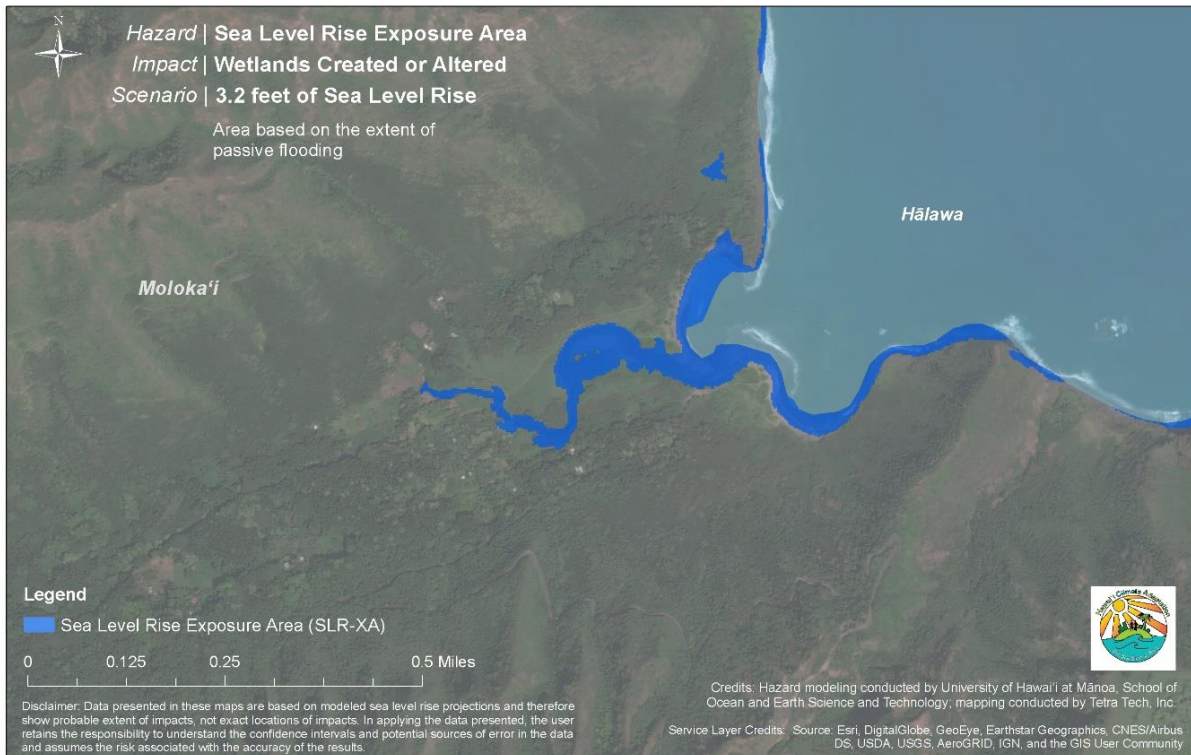 N
Hazard | Sea Level Rise Exposure Area
Impact | Wetlands Created or Altered
Scenario | 3.2 feet of Sea Level Rise
Area based on the extent of
passive flooding
Hālawa
Molokaʻi
Legend
Sea Level Rise Exposure Area (SLR-XA)
0 0.125 0.25 0.5 Miles
Disclaimer: Data presented in these maps are based on modeled sea level rise projections and therefore
show probable extent of impacts, not exact locations of impacts. In applying the data presented, the user
retains the responsibility to understand the confidence intervals and potential sources of error in the data
and assumes the risk associated with the accuracy of the results.
Hawaiʻi Climate Adaptation
Credits: Hazard modeling conducted by University of Hawaiʻi at Mānoa, School of
Ocean and Earth Science and Technology; mapping conducted by Tetra Tech, Inc.
Service Layer Credits: Source: Esri, DigitalGlobe, GeoEye, Earthstar Geographics, CNES/Airbus
DS, USDA, USGS, AeroGRID, IGN, and the GIS User Community